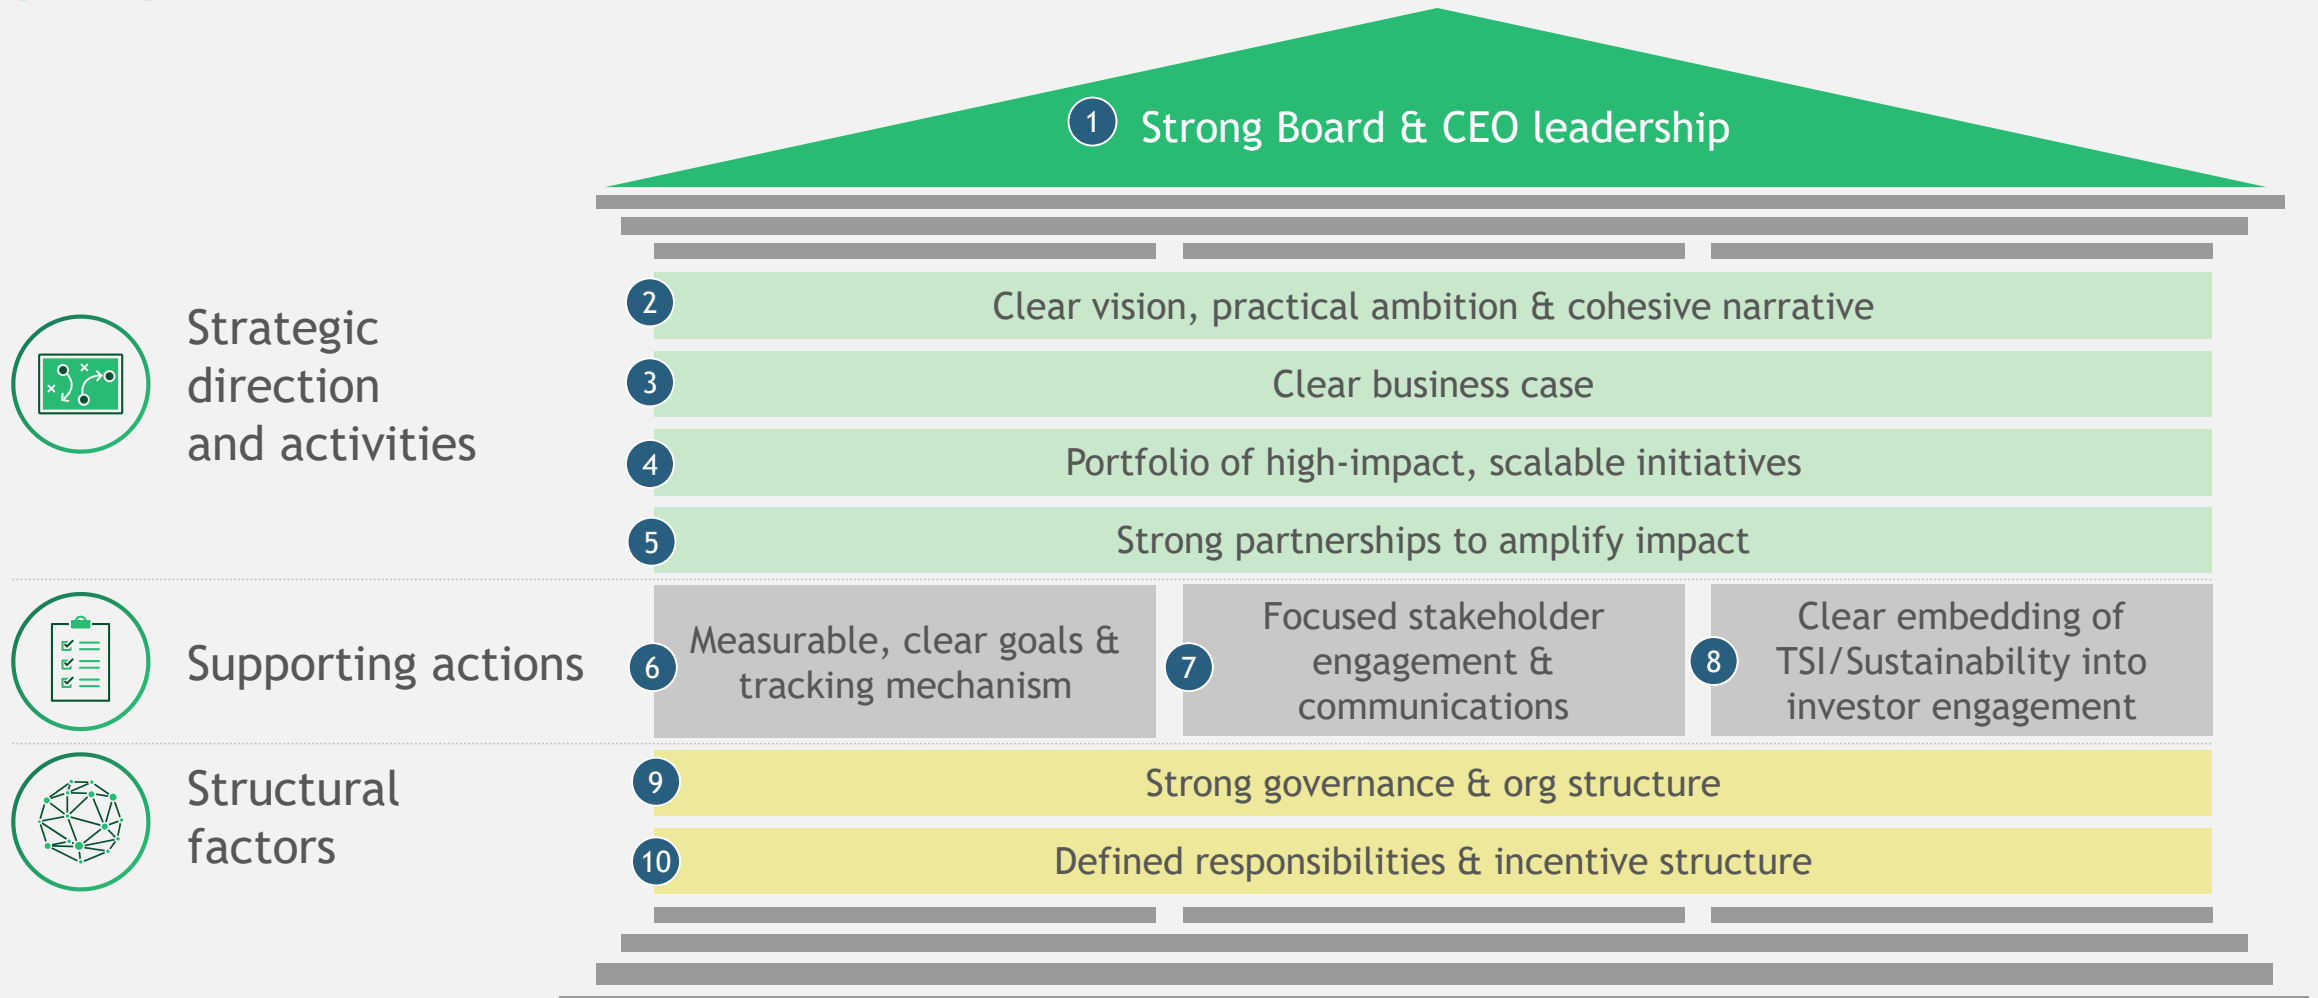 1 Strong Board & CEO leadership
Strategic
direction
and activities
2 Clear vision, practical ambition & cohesive narrative
3 Clear business case
4 Portfolio of high-impact, scalable initiatives
5 Strong partnerships to amplify impact
Supporting actions
6 Measurable, clear goals &
tracking mechanism
7 Focused stakeholder
engagement &
communications
8 Clear embedding of
TSI/Sustainability into
investor engagement
Structural
factors
9 Strong governance & org structure
10 Defined responsibilities & incentive structure